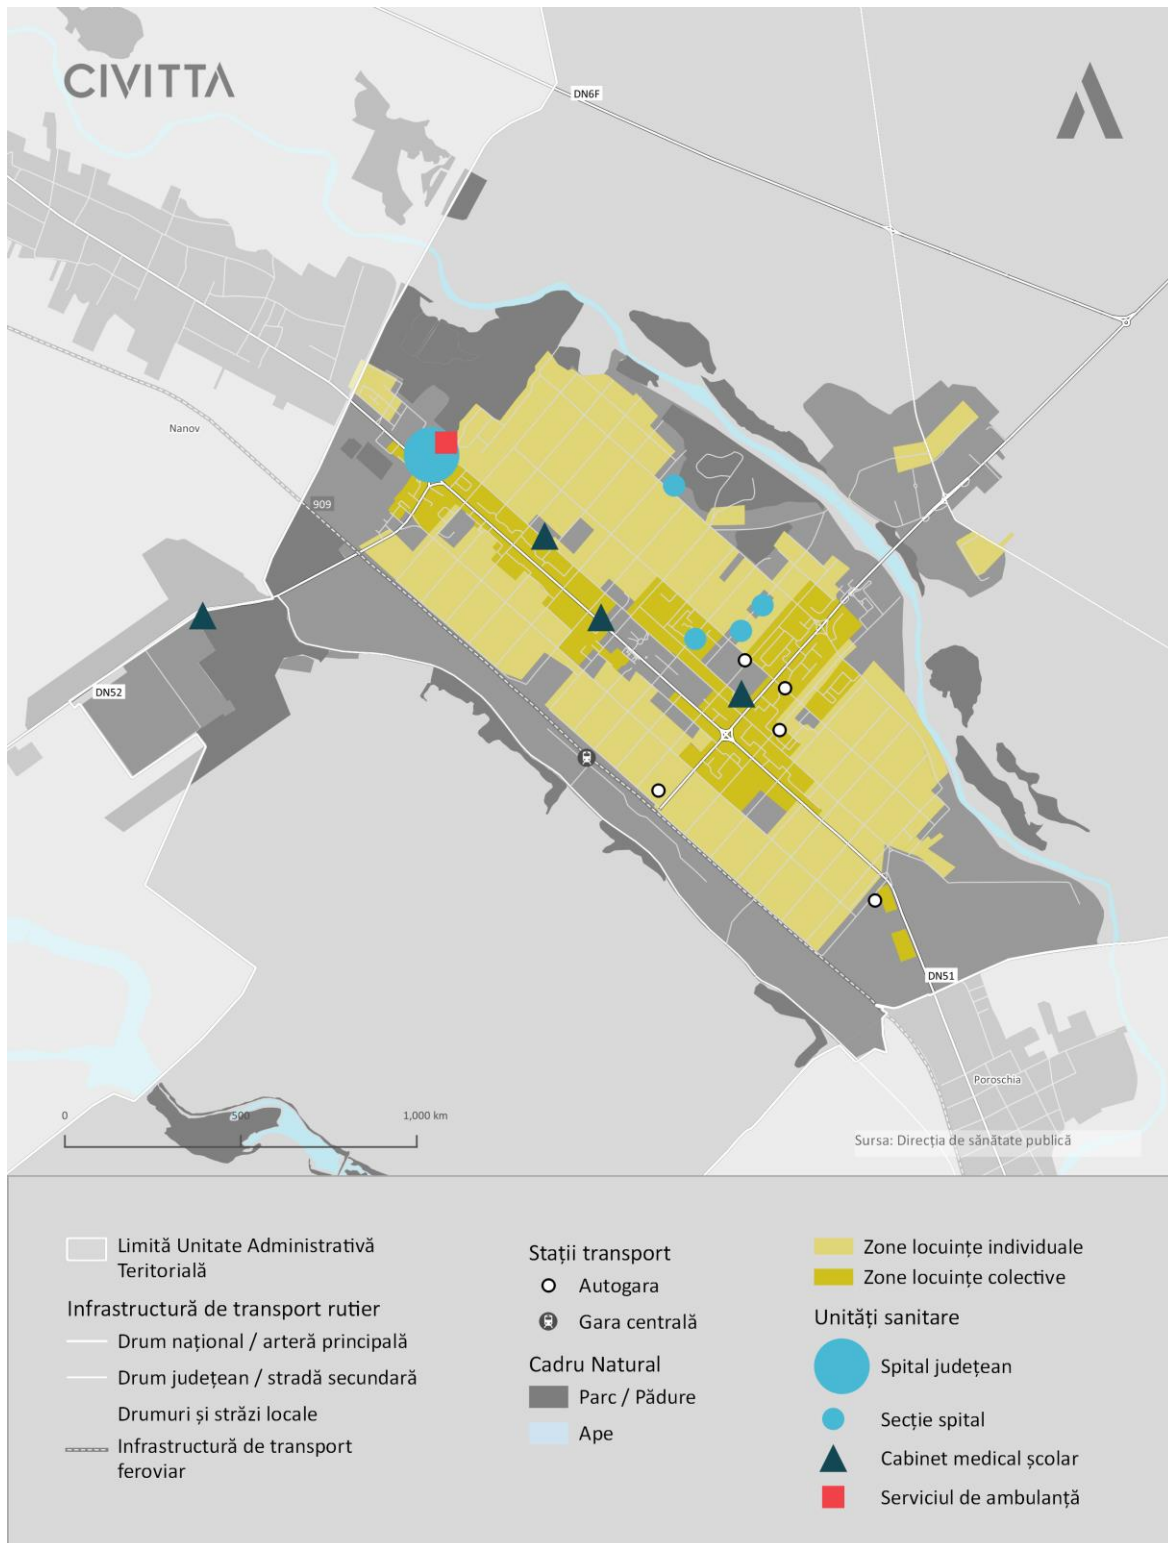 CIVITTA
DN6F
Nanov
909
DN52
DN51
Poroschia
0
500
1,000 km
Sursa: Direcția de sănătate publică
Limită Unitate Administrativă
Teritorială
Infrastructură de transport rutier
Drum național / arteră principală
Drum județean / stradă secundară
Drumuri și străzi locale
Infrastructură de transport
feroviar
Stații transport
Autogara
Gara centrală
Cadru Natural
Parc / Pădure
Ape
Zone locuințe individuale
Zone locuințe colective
Unități sanitare
Spital județean
Secție spital
Cabinet medical școlar
Serviciul de ambulanță